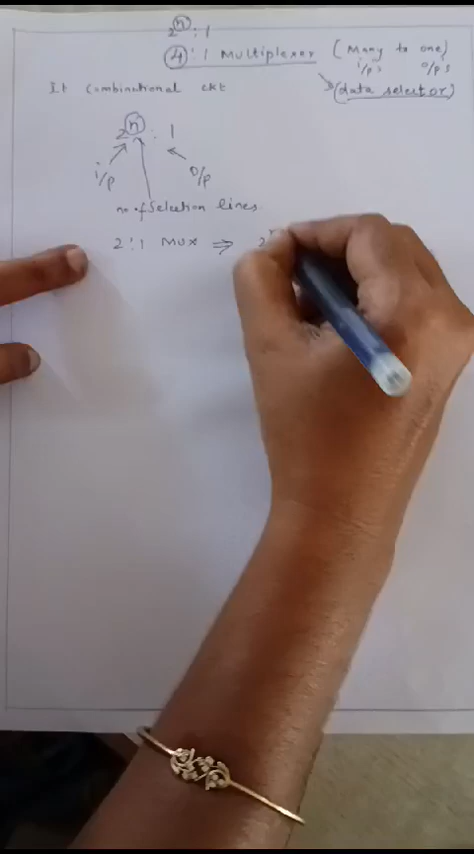 2ⁿ : 1
4 : 1 Multiplexer (Many to one)
i/p's o/p s
(data selector)
It Combinational ckt
2ⁿ : 1
i/p o/p
no of Selection lines.
2 : 1 MUX ⇒ 2ⁿ